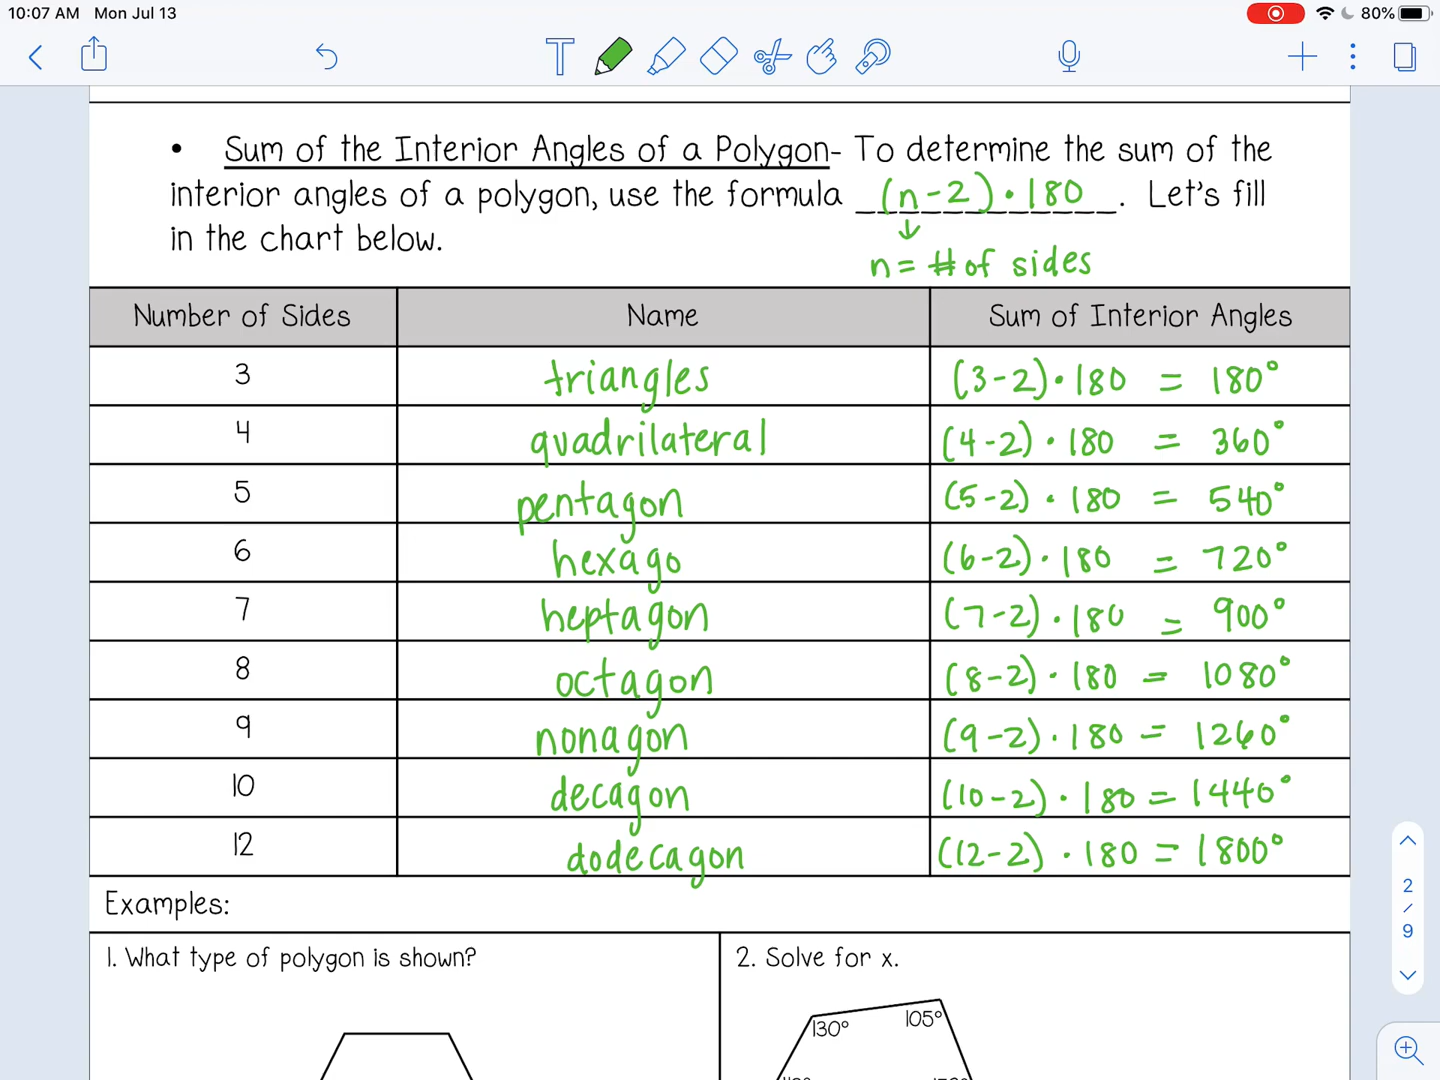 10:07 AM Mon Jul 13
80%
• Sum of the Interior Angles of a Polygon- To determine the sum of the
interior angles of a polygon, use the formula (n-2)·180. Let's fill
in the chart below.
n = # of sides
Number of Sides Name Sum of Interior Angles
3 triangles (3-2)·180 = 180°
4 quadrilateral (4-2)·180 = 360°
5 pentagon (5-2)·180 = 540°
6 hexago (6-2)·180 = 720°
7 heptagon (7-2)·180 = 900°
8 octagon (8-2)·180 = 1080°
9 nonagon (9-2)·180 = 1260°
10 decagon (10-2)·180 = 1440°
12 dodecagon (12-2)·180 = 1800°
2
/
9
Examples:
1. What type of polygon is shown? 2. Solve for x.
130° 105°